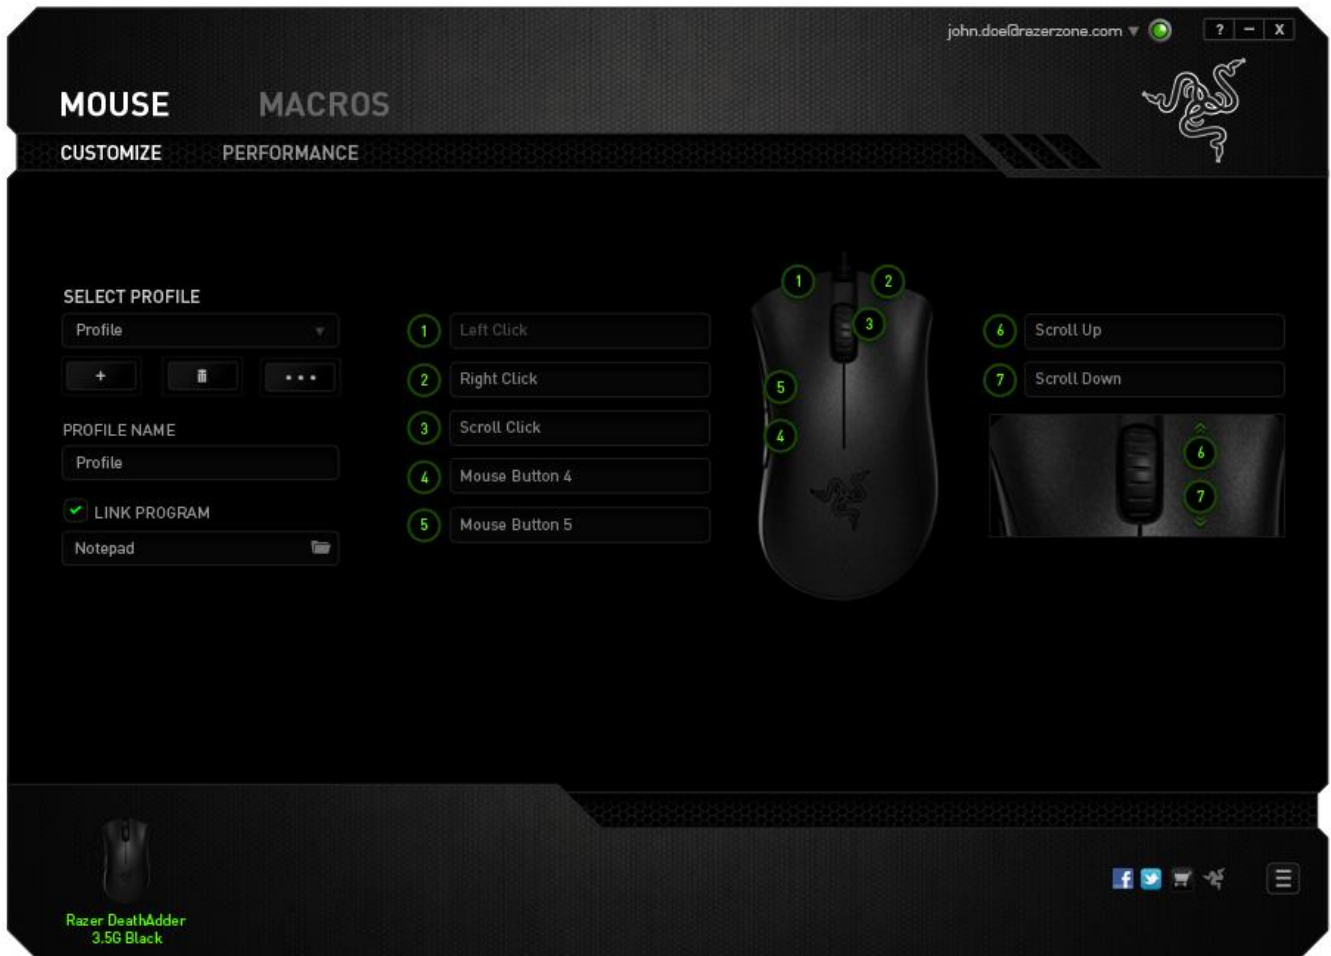 john.doe@razerzone.com
? – X
MOUSE MACROS
CUSTOMIZE PERFORMANCE
SELECT PROFILE
Profile
+
PROFILE NAME
Profile
LINK PROGRAM
Notepad
1 Left Click
2 Right Click
3 Scroll Click
4 Mouse Button 4
5 Mouse Button 5
1 2
3
5
4
6 Scroll Up
7 Scroll Down
6
7
Razer DeathAdder
3.5G Black